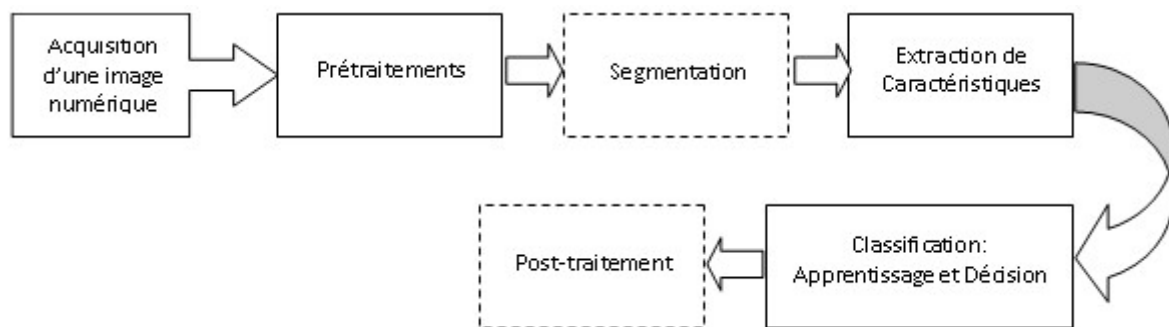 Acquisition
d'une image
numérique
Prétraitements
Segmentation
Extraction de
Caractéristiques
Classification:
Apprentissage et Décision
Post-traitement